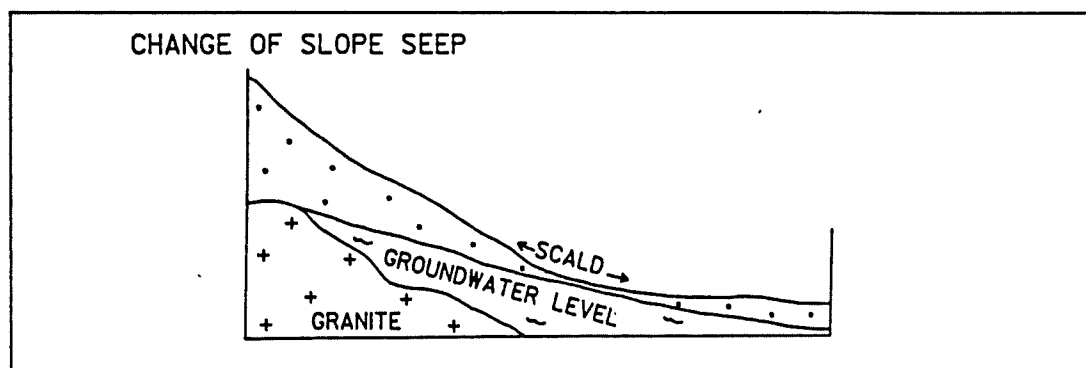 CHANGE OF SLOPE SEEP
SCALD
GROUNDWATER LEVEL
GRANITE